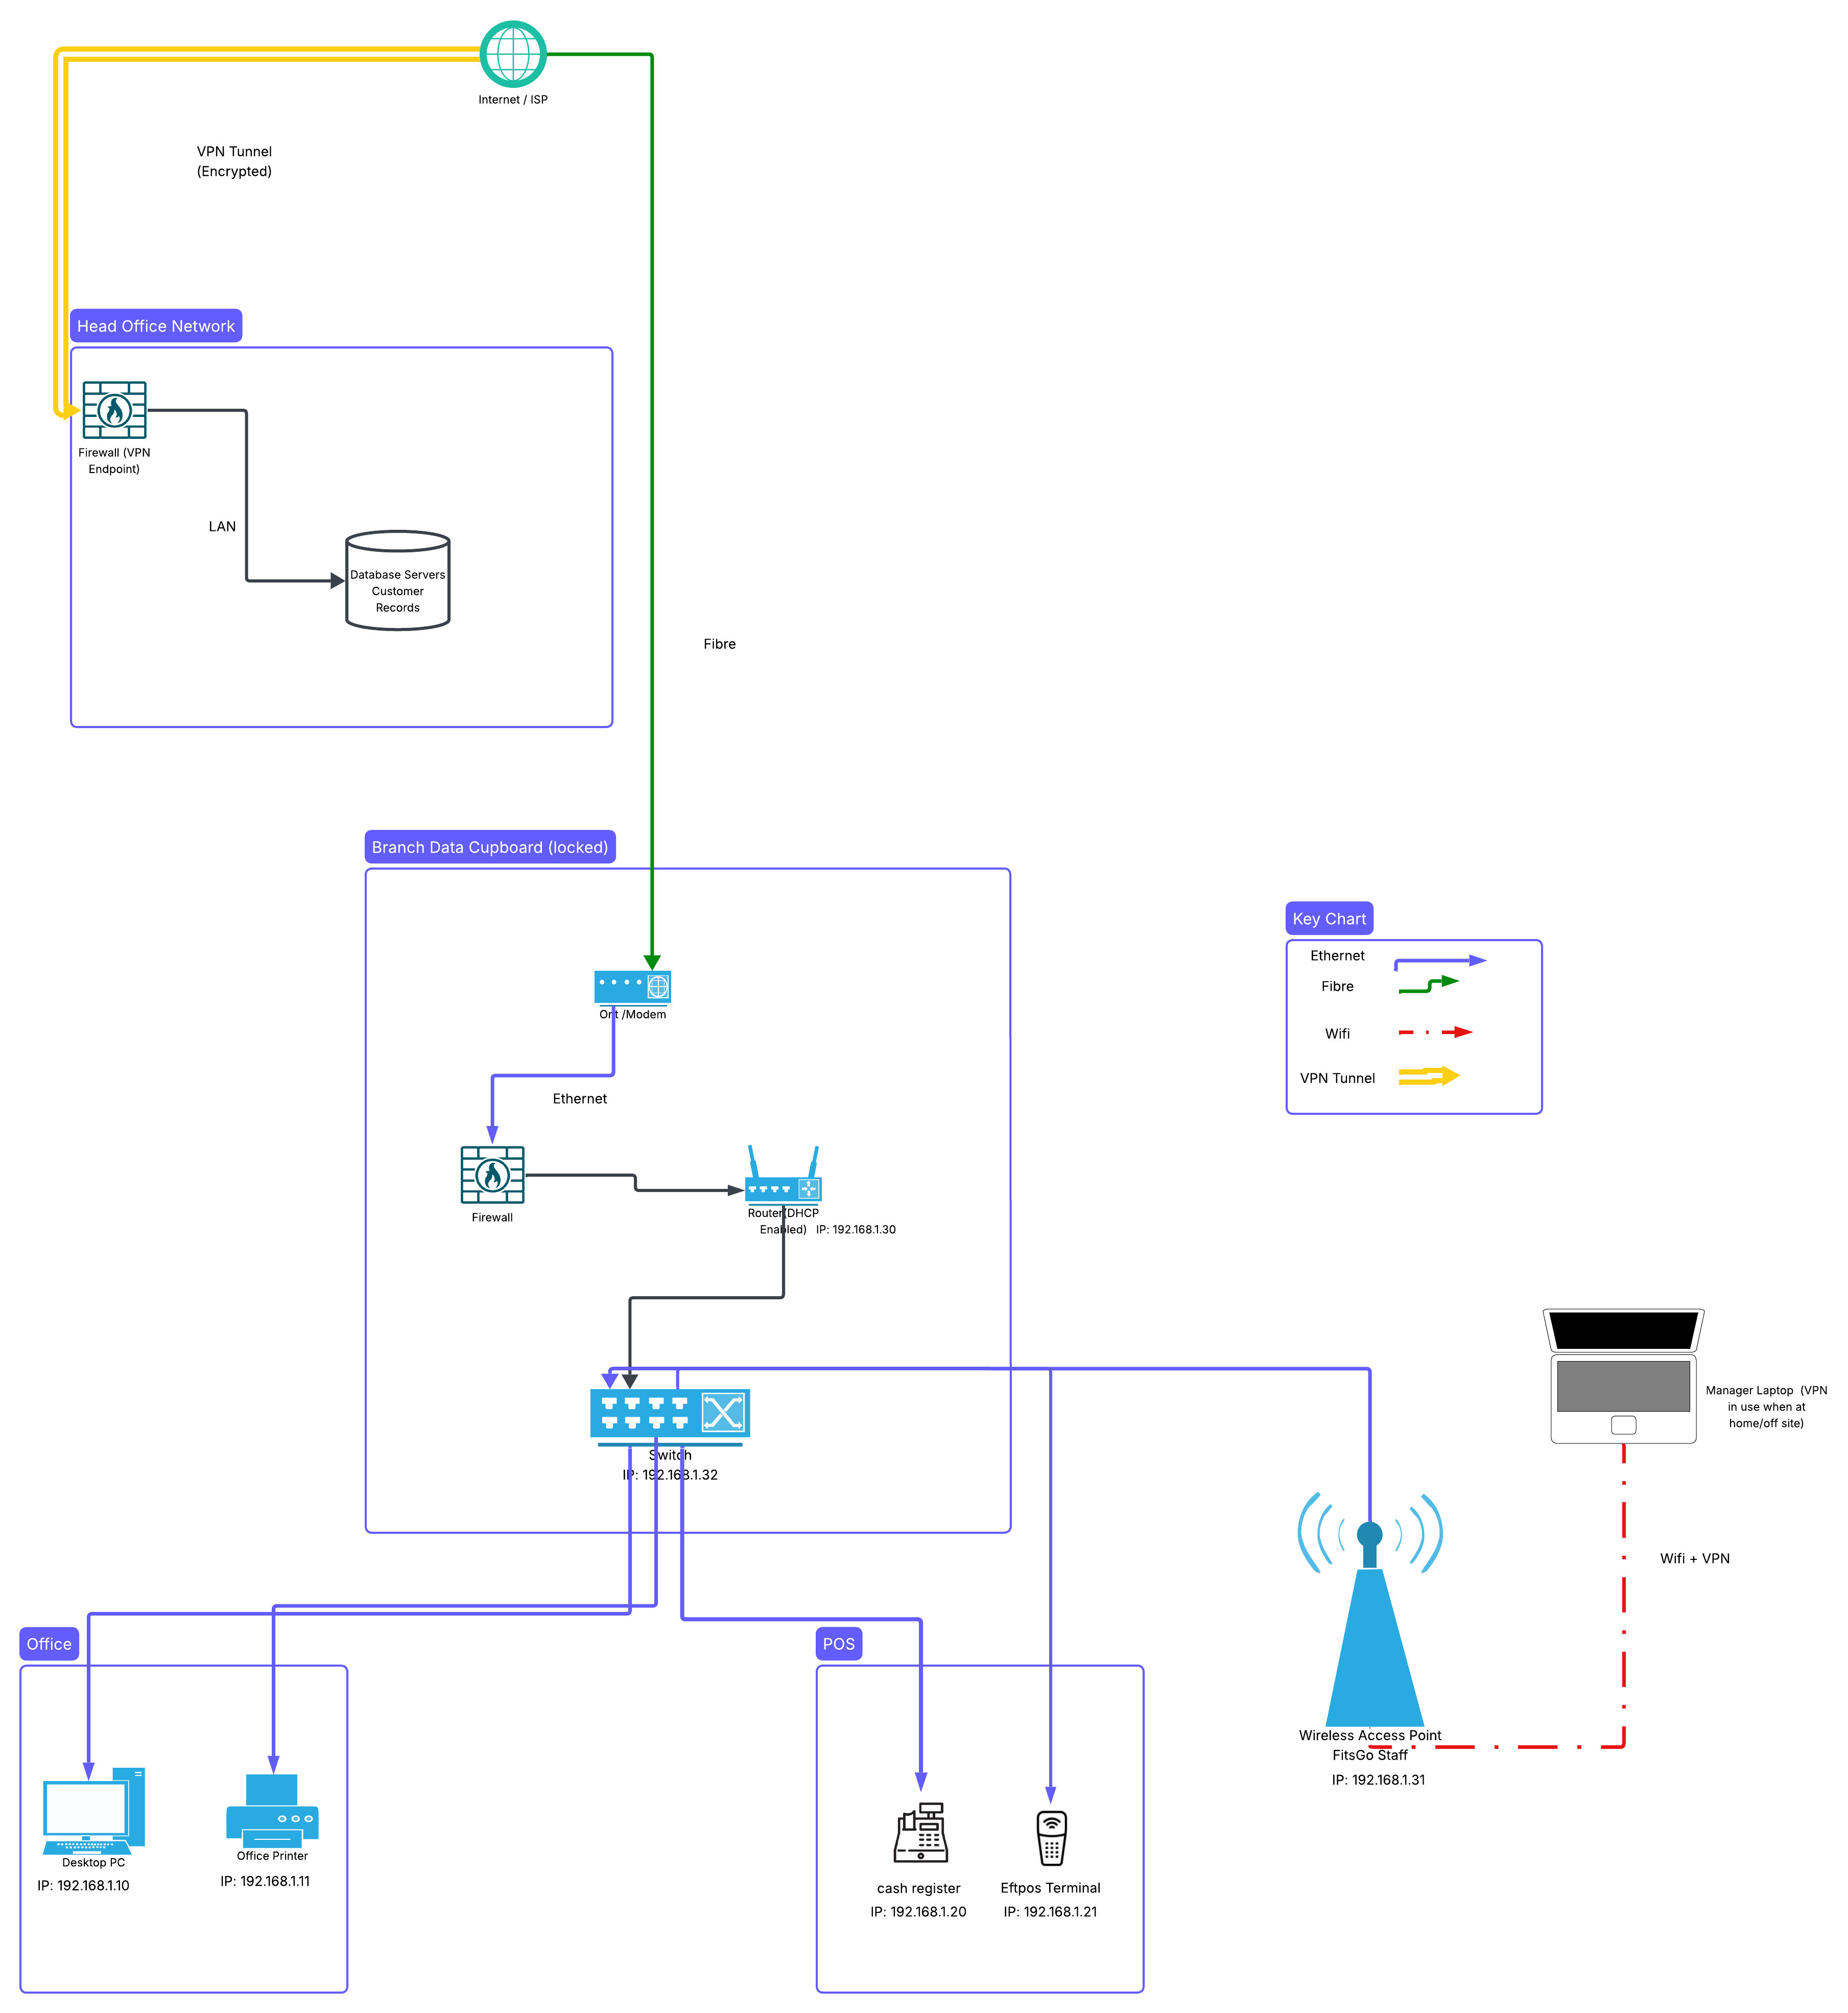 Internet / ISP
VPN Tunnel
(Encrypted)
Head Office Network
Firewall (VPN
Endpoint)
LAN
Database Servers
Customer
Records
Fibre
Branch Data Cupboard (locked)
Ont /Modem
Ethernet
Firewall
Router(DHCP
Enabled)
IP: 192.168.1.30
Switch
IP: 192.168.1.32
Key Chart
Ethernet
Fibre
Wifi
VPN Tunnel
Manager Laptop (VPN
in use when at
home/off site)
Wifi + VPN
Wireless Access Point
FitsGo Staff
IP: 192.168.1.31
Office
Desktop PC
IP: 192.168.1.10
Office Printer
IP: 192.168.1.11
POS
cash register
IP: 192.168.1.20
Eftpos Terminal
IP: 192.168.1.21